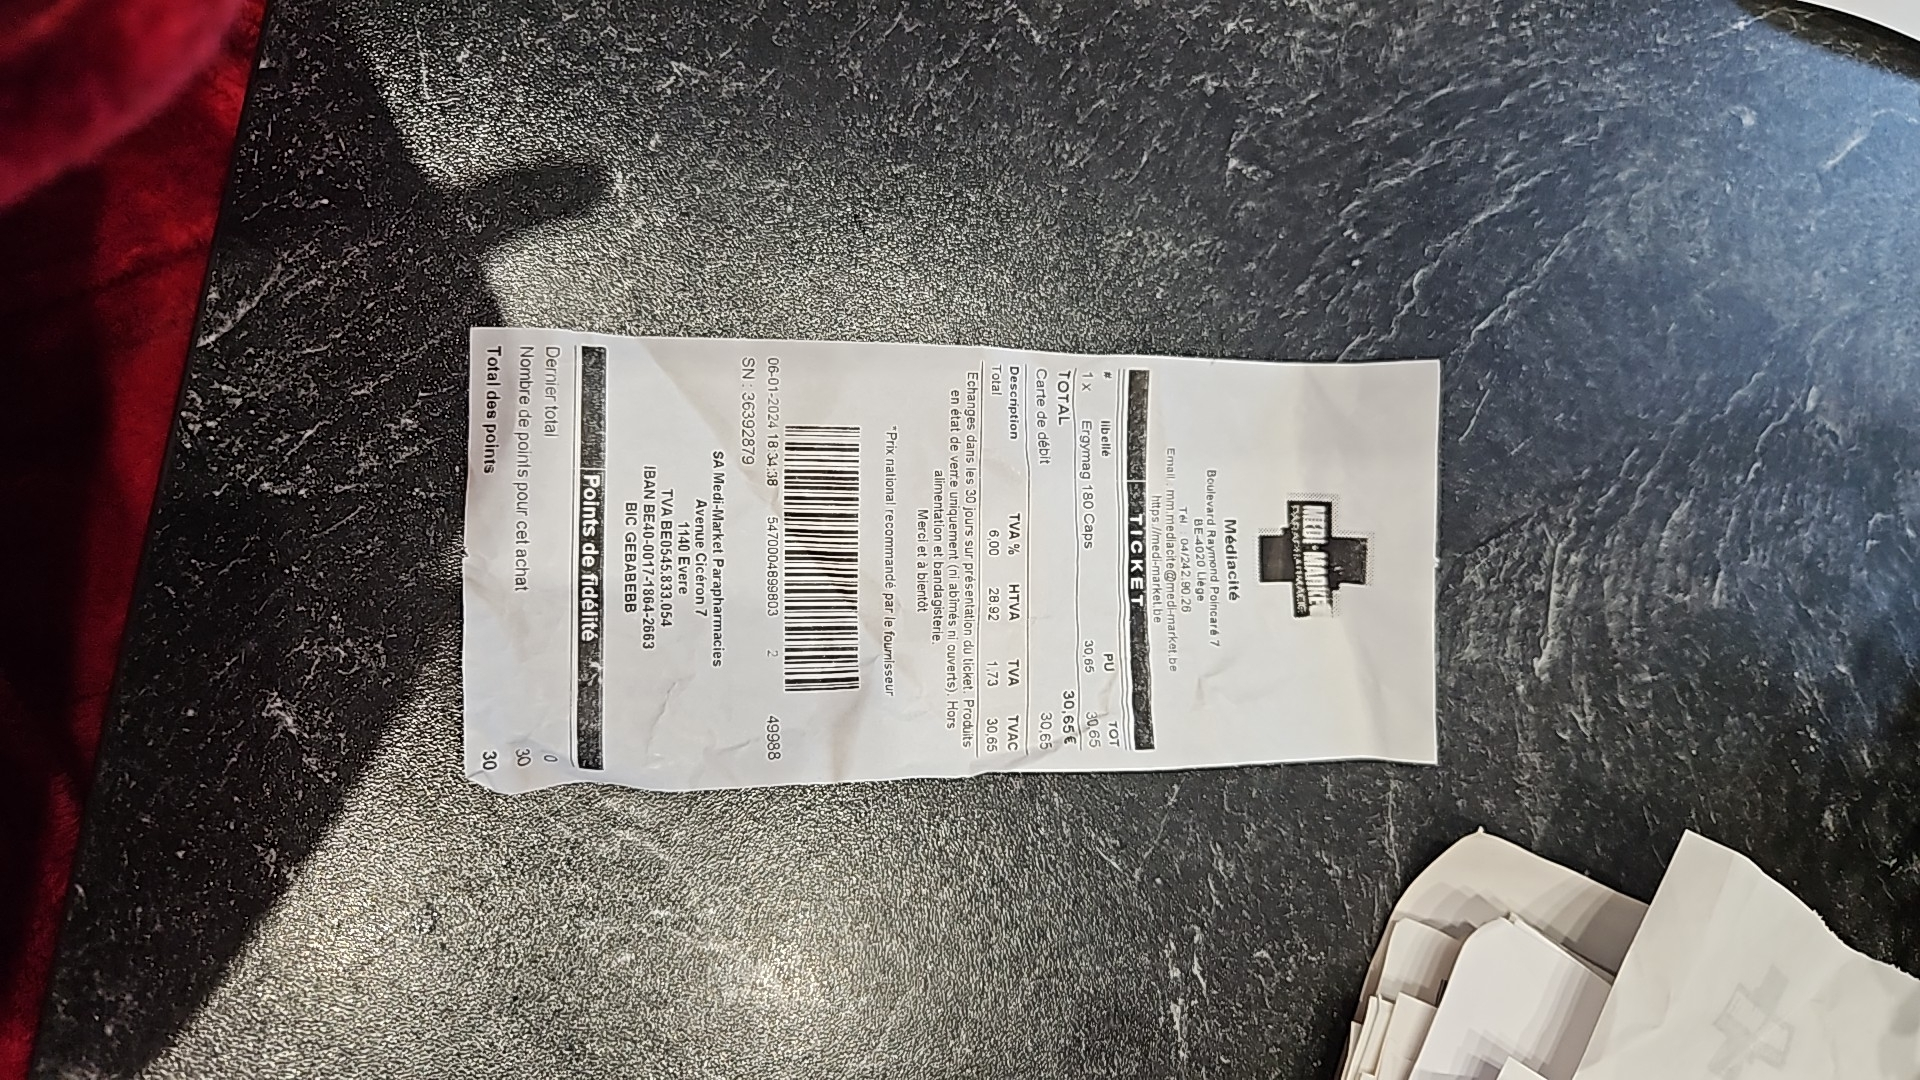 MEDI-MARKET
PARAPHARMACIE
Médiacité
Boulevard Raymond Poincaré 7
BE-4020 Liège
Tél : 04/242.90.26
Email : mm.mediacite@medi-market.be
https://medi-market.be
TICKET
# libellé PU TOT
1 x Ergymag 180 Caps 30,65 30,65
TOTAL 30,65 €
Carte de débit 30,65
Description TVA % HTVA TVA TVAC
Total 6,00 28,92 1,73 30,65
Echanges dans les 30 jours sur présentation du ticket. Produits
en état de vente uniquement (ni abîmés ni ouverts). Hors
alimentation et bandagisterie.
Merci et à bientôt
*Prix national recommandé par le fournisseur
06-01-2024 18:34:38 5470004899803 2 49988
SN : 36392879
SA Medi-Market Parapharmacies
Avenue Cicéron 7
1140 Evere
TVA BE0545.833.054
IBAN BE40-0017-1864-2663
BIC GEBABEBB
Points de fidélité
Dernier total 0
Nombre de points pour cet achat 30
Total des points 30